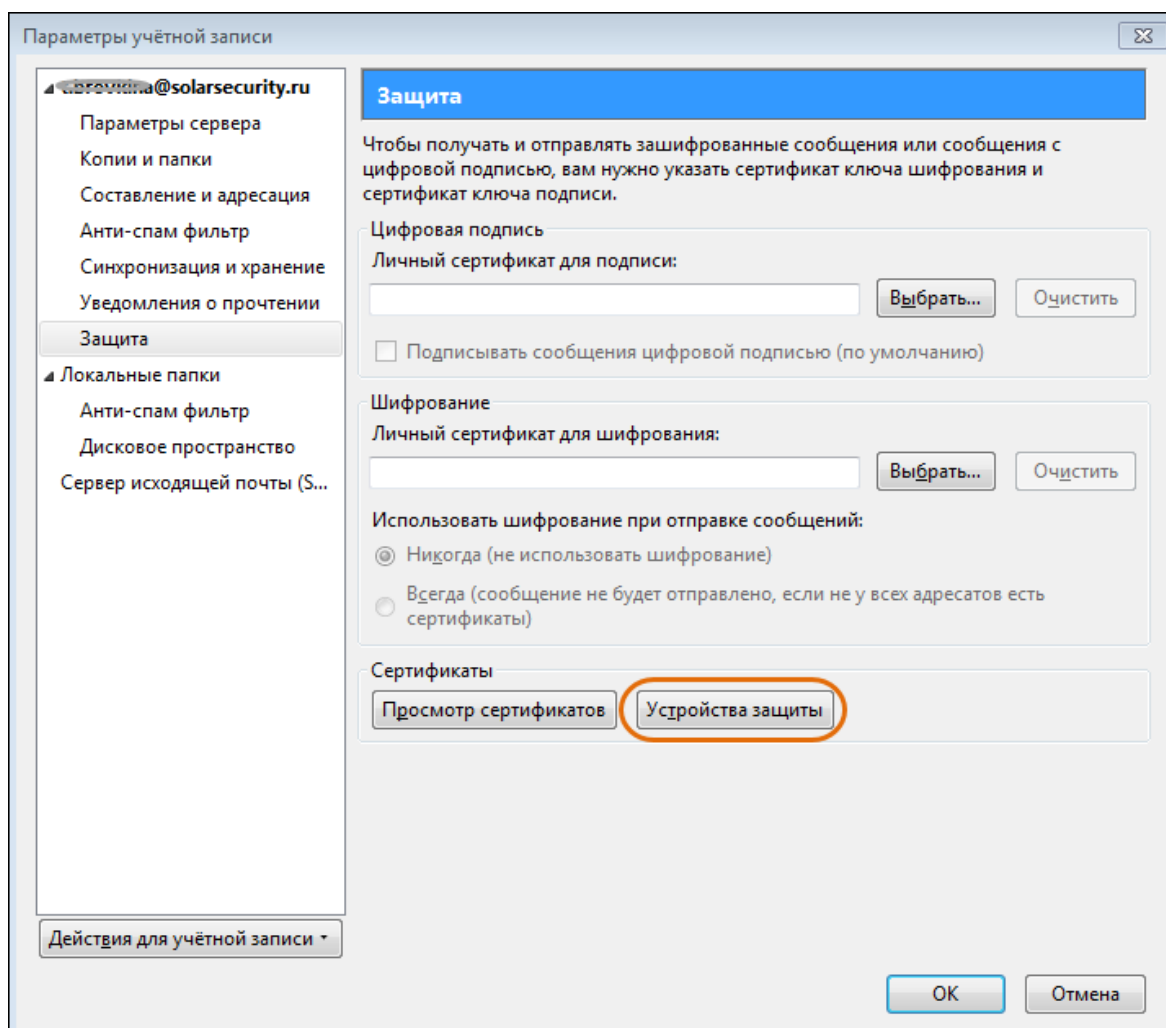 Параметры учётной записи
@solarsecurity.ru
Параметры сервера
Копии и папки
Составление и адресация
Анти-спам фильтр
Синхронизация и хранение
Уведомления о прочтении
Защита
Локальные папки
Анти-спам фильтр
Дисковое пространство
Сервер исходящей почты (S...
Действия для учётной записи
Защита
Чтобы получать и отправлять зашифрованные сообщения или сообщения с
цифровой подписью, вам нужно указать сертификат ключа шифрования и
сертификат ключа подписи.
Цифровая подпись
Личный сертификат для подписи:
Выбрать...
Очистить
Подписывать сообщения цифровой подписью (по умолчанию)
Шифрование
Личный сертификат для шифрования:
Выбрать...
Очистить
Использовать шифрование при отправке сообщений:
Никогда (не использовать шифрование)
Всегда (сообщение не будет отправлено, если не у всех адресатов есть
сертификаты)
Сертификаты
Просмотр сертификатов
Устройства защиты
ОК
Отмена